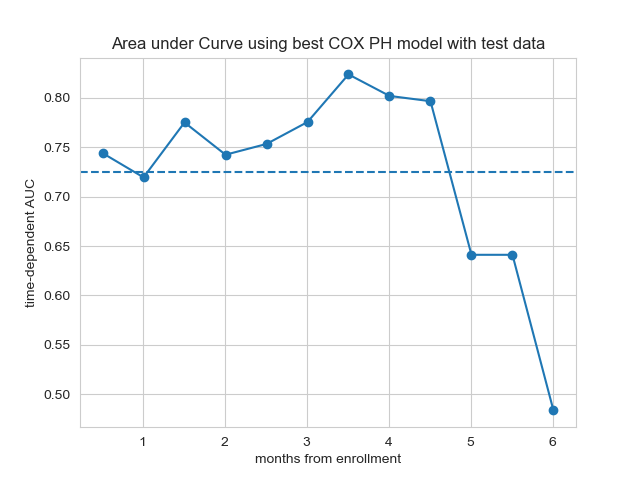 Area under Curve using best COX PH model with test data
time-dependent AUC
0.80
0.75
0.70
0.65
0.60
0.55
0.50
1 2 3 4 5 6
months from enrollment